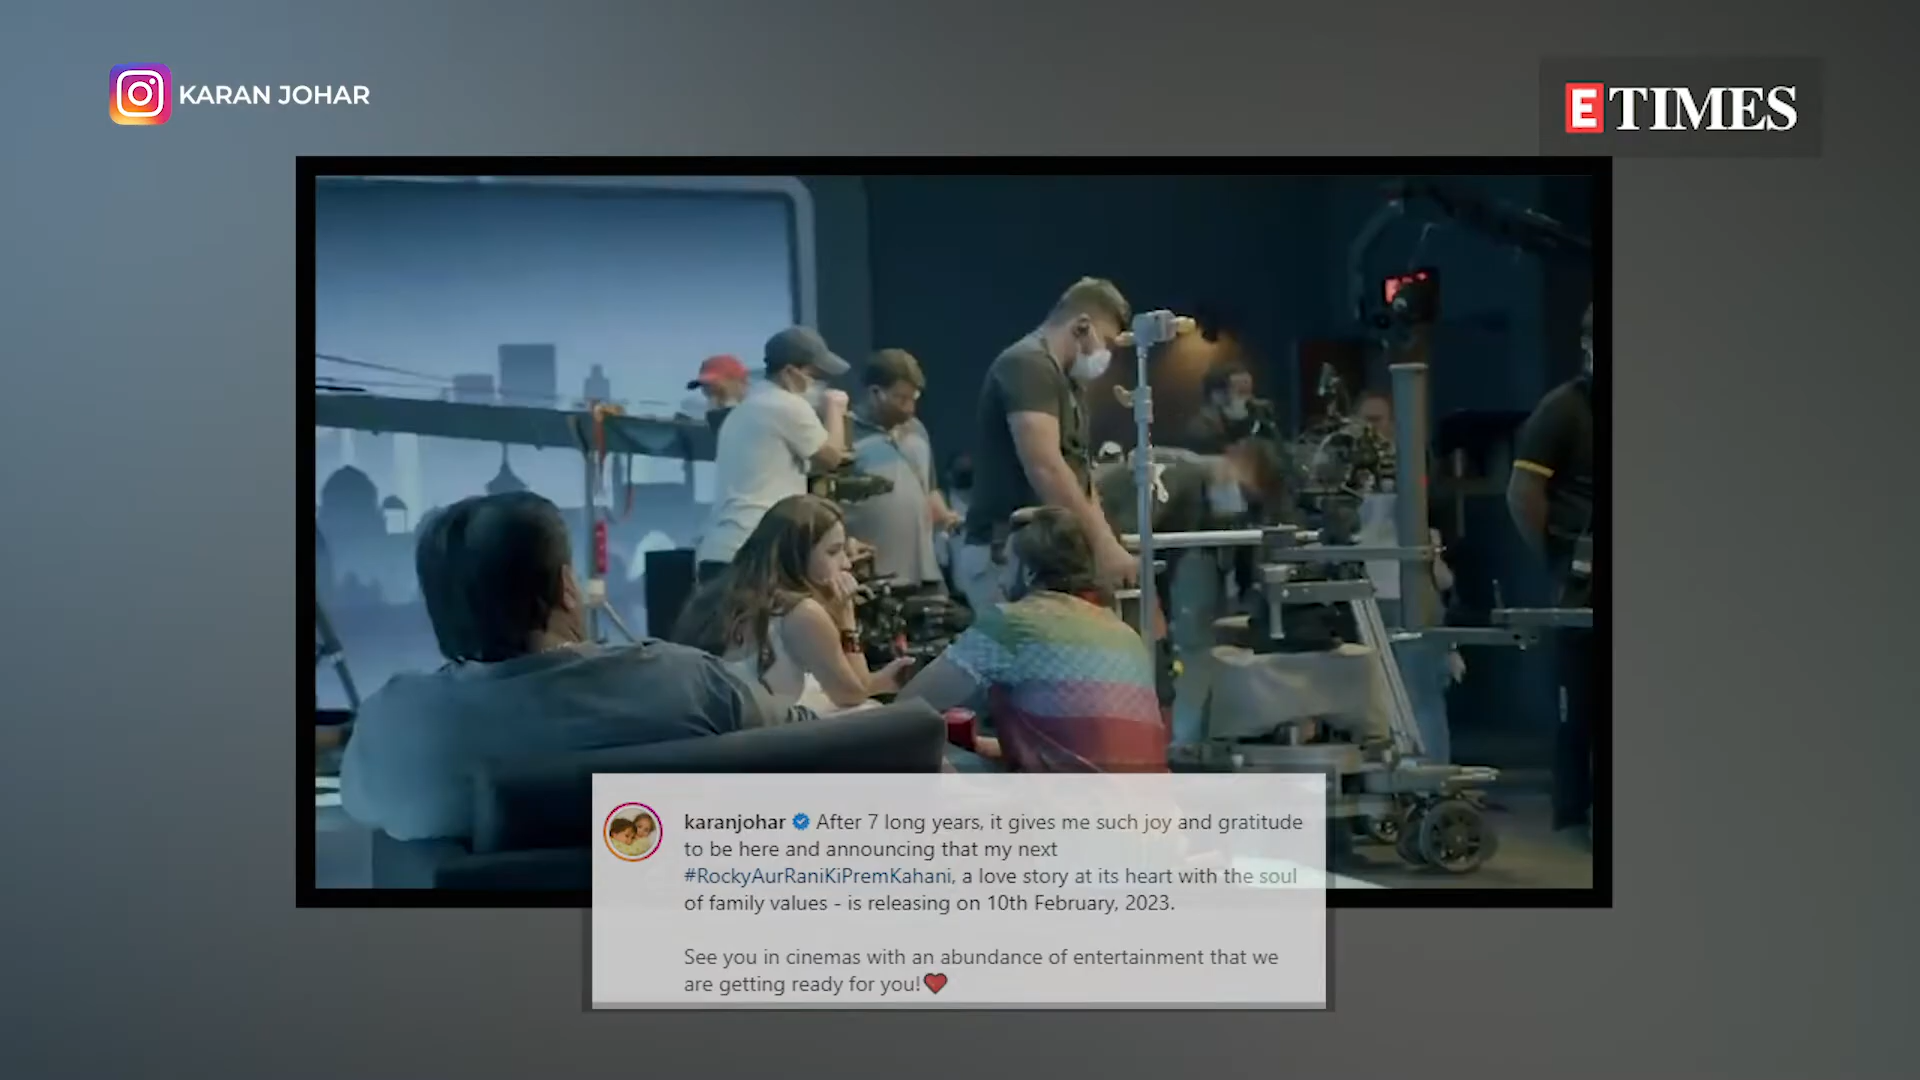 KARAN JOHAR
E TIMES
karanjohar After 7 long years, it gives me such joy and gratitude
to be here and announcing that my next
#RockyAurRaniKiPremKahani, a love story at its heart with the soul
of family values - is releasing on 10th February, 2023.
See you in cinemas with an abundance of entertainment that we
are getting ready for you!❤️